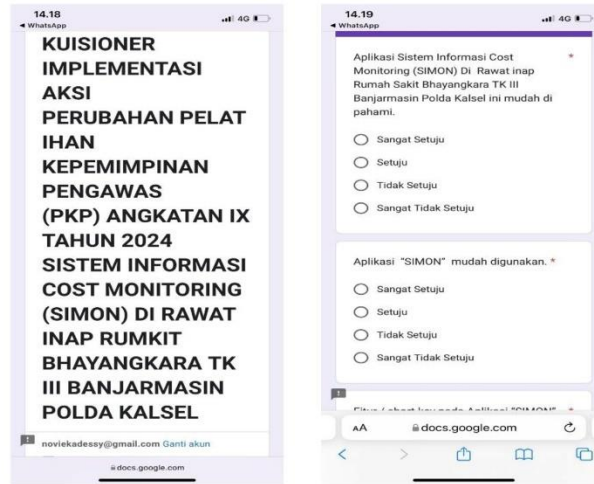 14.18
4G
WhatsApp
KUISIONER
IMPLEMENTASI
AKSI
PERUBAHAN PELAT
IHAN
KEPEMIMPINAN
PENGAWAS
(PKP) ANGKATAN IX
TAHUN 2024
SISTEM INFORMASI
COST MONITORING
(SIMON) DI RAWAT
INAP RUMKIT
BHAYANGKARA TK
III BANJARMASIN
POLDA KALSEL
noviekadessy@gmail.com Ganti akun
docs.google.com
14.19
4G
WhatsApp
Aplikasi Sistem Informasi Cost *
Monitoring (SIMON) Di Rawat inap
Rumah Sakit Bhayangkara TK III
Banjarmasin Polda Kalsel ini mudah di
pahami.
Sangat Setuju
Setuju
Tidak Setuju
Sangat Tidak Setuju
Aplikasi "SIMON" mudah digunakan. *
Sangat Setuju
Setuju
Tidak Setuju
Sangat Tidak Setuju
AA docs.google.com